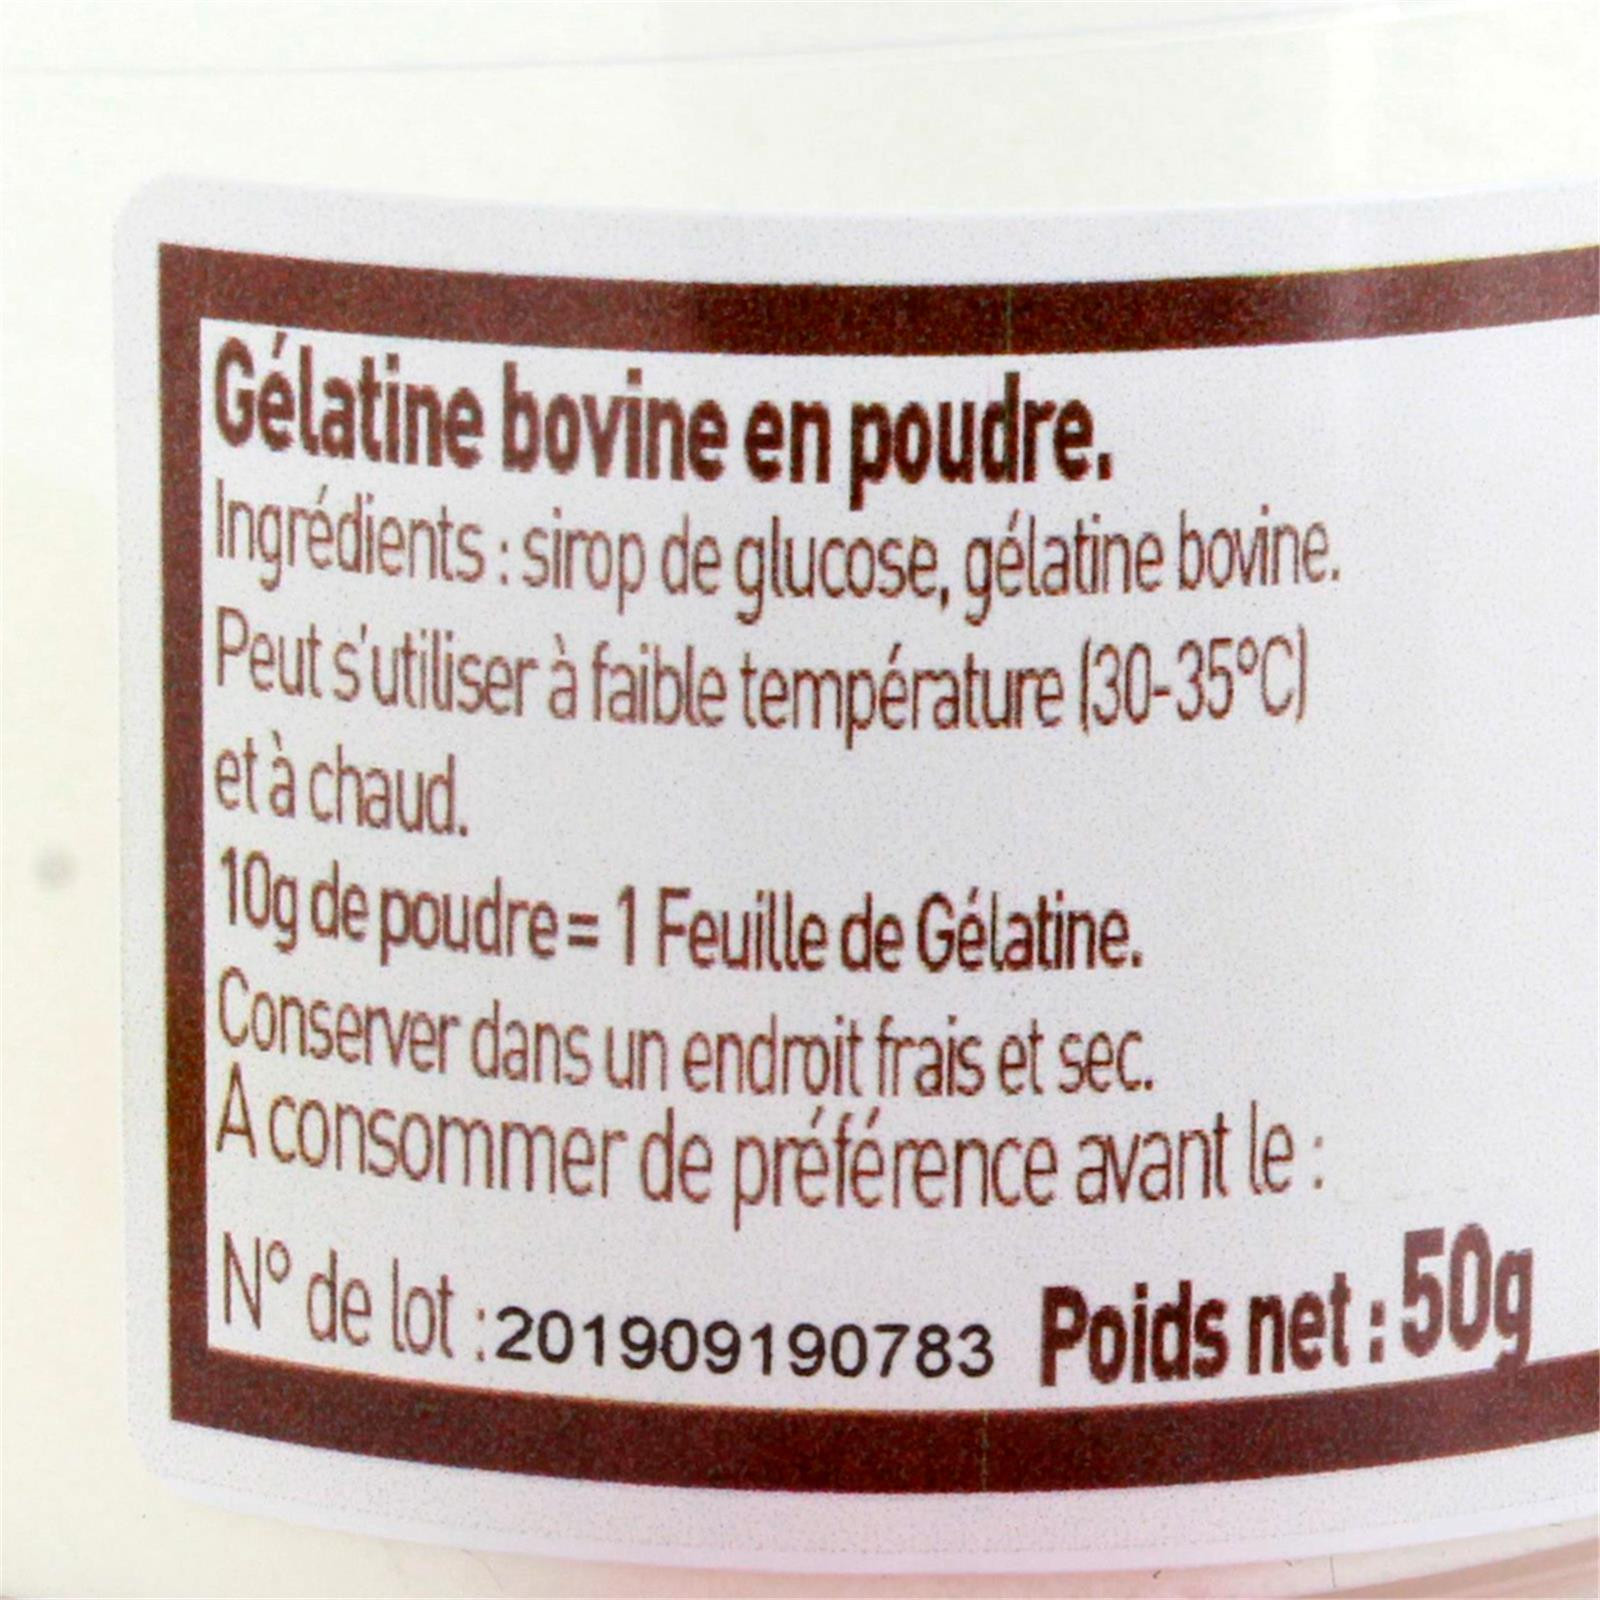 Gélatine bovine en poudre.
Ingrédients : sirop de glucose, gélatine bovine.
Peut s'utiliser à faible température (30-35°C)
et à chaud.
10g de poudre = 1 Feuille de Gélatine.
Conserver dans un endroit frais et sec.
A consommer de préférence avant le :
N° de lot : 201909190783 Poids net : 50g